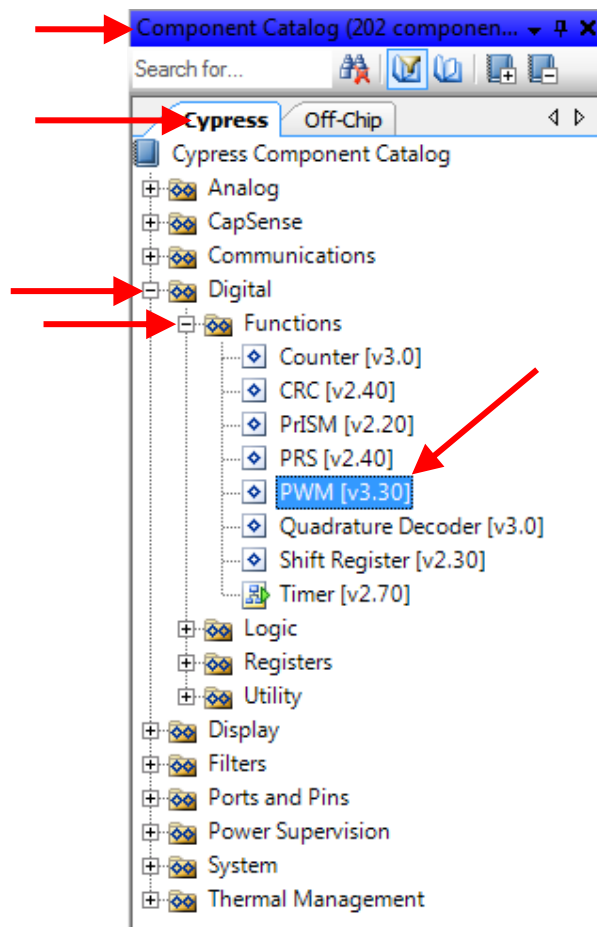 Component Catalog (202 componen...
Search for...
Cypress Off-Chip
Cypress Component Catalog
Analog
CapSense
Communications
Digital
Functions
Counter [v3.0]
CRC [v2.40]
PrISM [v2.20]
PRS [v2.40]
PWM [v3.30]
Quadrature Decoder [v3.0]
Shift Register [v2.30]
Timer [v2.70]
Logic
Registers
Utility
Display
Filters
Ports and Pins
Power Supervision
System
Thermal Management